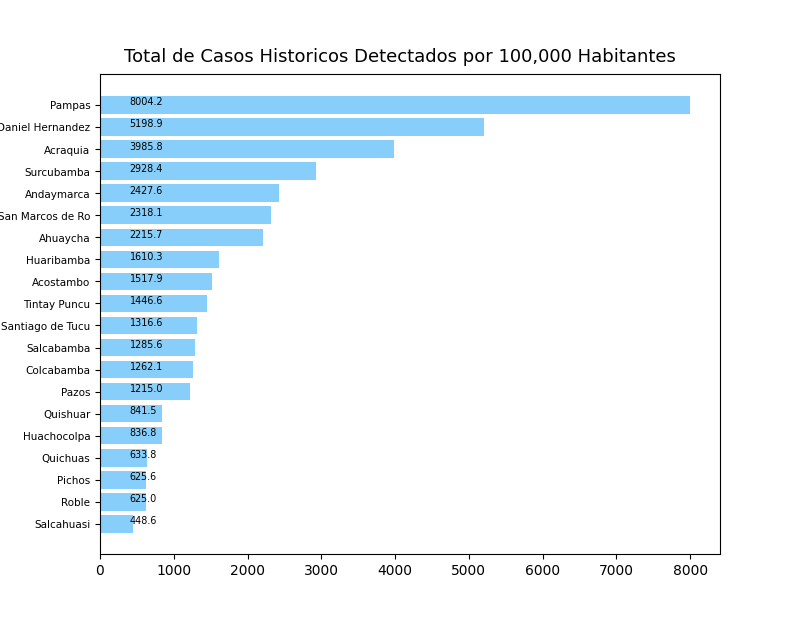 Total de Casos Historicos Detectados por 100,000 Habitantes
Pampas 8004.2
Daniel Hernandez 5198.9
Acraquia 3985.8
Surcubamba 2928.4
Andaymarca 2427.6
San Marcos de Ro 2318.1
Ahuaycha 2215.7
Huaribamba 1610.3
Acostambo 1517.9
Tintay Puncu 1446.6
Santiago de Tucu 1316.6
Salcabamba 1285.6
Colcabamba 1262.1
Pazos 1215.0
Quishuar 841.5
Huachocolpa 836.8
Quichuas 633.8
Pichos 625.6
Roble 625.0
Salcahuasi 448.6
0 1000 2000 3000 4000 5000 6000 7000 8000